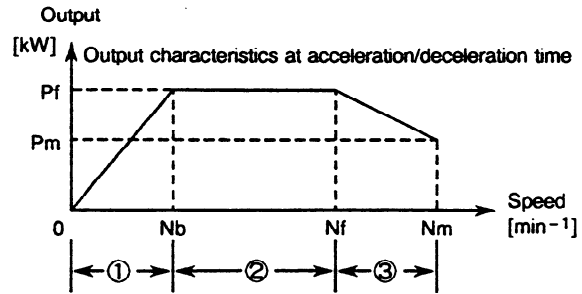 Output
[kW]
Output characteristics at acceleration/deceleration time
Pf
Pm
Speed
[min⁻¹]
0 Nb Nf Nm
① ② ③